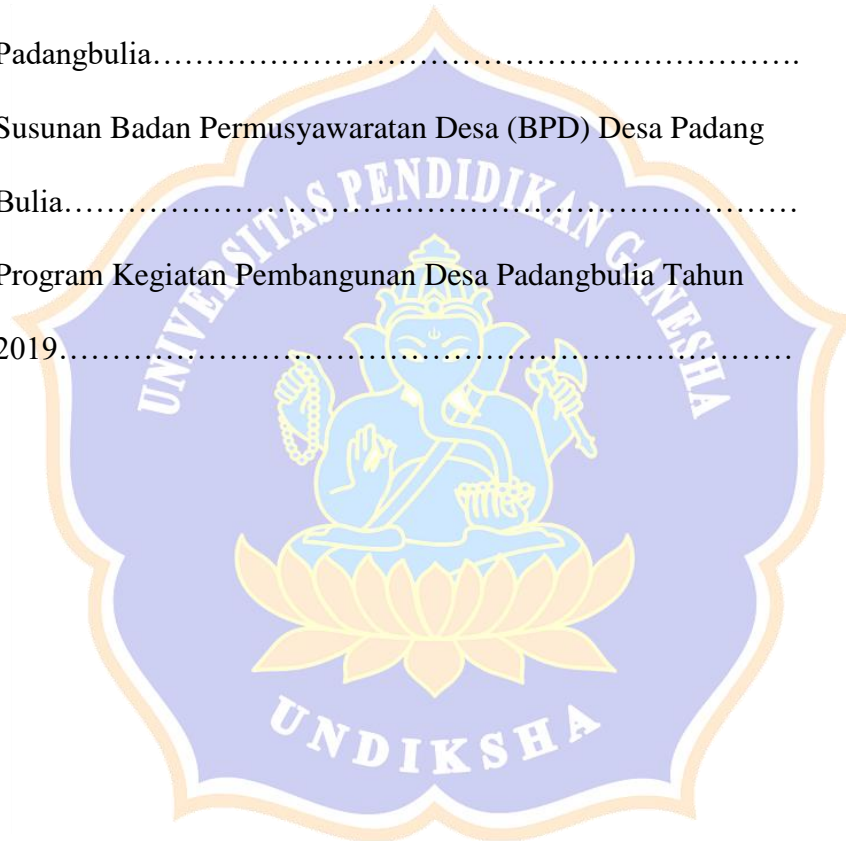 Padangbulia……………………………………………………….
Susunan Badan Permusyawaratan Desa (BPD) Desa Padang
Bulia………………………………………………………………
Program Kegiatan Pembangunan Desa Padangbulia Tahun
2019………………………………………………………………
UNIVERSITAS PENDIDIKAN GANESHA
UNDIKSHA